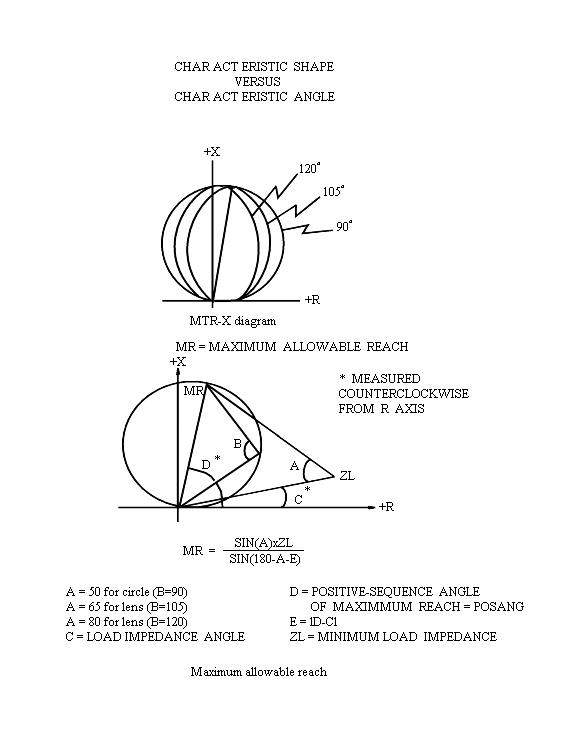 CHAR ACT ERISTIC SHAPE
VERSUS
CHAR ACT ERISTIC ANGLE
+X
120°
105°
90°
+R
MTR-X diagram
MR = MAXIMUM ALLOWABLE REACH
+X
* MEASURED
COUNTERCLOCKWISE
FROM R AXIS
MR
B
D *
A
ZL
*
C
+R
MR = SIN(A)xZL
SIN(180-A-E)
A = 50 for circle (B=90)
A = 65 for lens (B=105)
A = 80 for lens (B=120)
C = LOAD IMPEDANCE ANGLE
D = POSITIVE-SEQUENCE ANGLE
OF MAXIMMUM REACH = POSANG
E = lD-Cl
ZL = MINIMUM LOAD IMPEDANCE
Maximum allowable reach